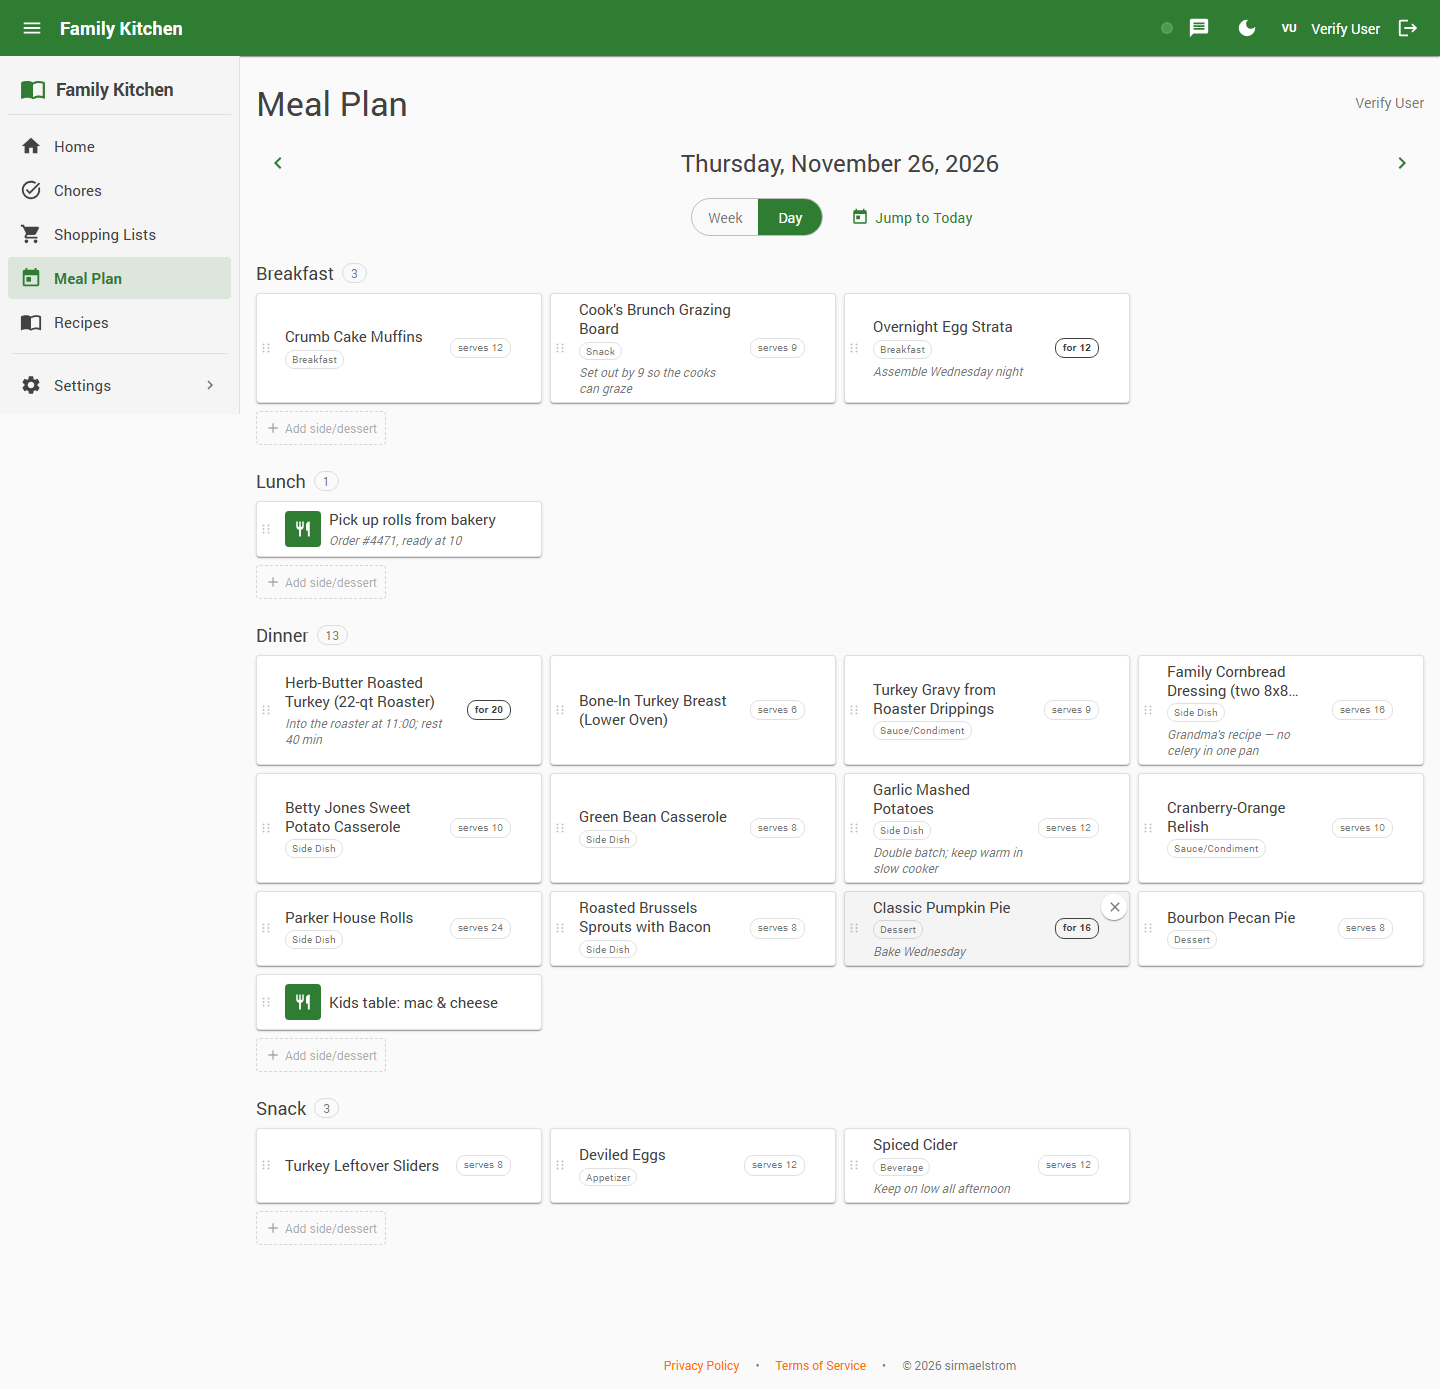 Family Kitchen
VU Verify User
Family Kitchen
Home
Chores
Shopping Lists
Meal Plan
Recipes
Settings
Meal Plan
Verify User
Thursday, November 26, 2026
Week Day Jump to Today
Breakfast 3
Crumb Cake Muffins
Breakfast
serves 12
Cook's Brunch Grazing
Board
Snack
Set out by 9 so the cooks
can graze
serves 9
Overnight Egg Strata
Breakfast
Assemble Wednesday night
for 12
+ Add side/dessert
Lunch 1
Pick up rolls from bakery
Order #4471, ready at 10
+ Add side/dessert
Dinner 13
Herb-Butter Roasted
Turkey (22-qt Roaster)
Into the roaster at 11:00; rest
40 min
for 20
Bone-In Turkey Breast
(Lower Oven)
serves 6
Turkey Gravy from
Roaster Drippings
Sauce/Condiment
serves 9
Family Cornbread
Dressing (two 8x8...
Side Dish
Grandma's recipe — no
celery in one pan
serves 16
Betty Jones Sweet
Potato Casserole
Side Dish
serves 10
Green Bean Casserole
Side Dish
serves 8
Garlic Mashed
Potatoes
Side Dish
Double batch; keep warm in
slow cooker
serves 12
Cranberry-Orange
Relish
Sauce/Condiment
serves 10
Parker House Rolls
Side Dish
serves 24
Roasted Brussels
Sprouts with Bacon
Side Dish
serves 8
Classic Pumpkin Pie
Dessert
Bake Wednesday
for 16
Bourbon Pecan Pie
Dessert
serves 8
Kids table: mac & cheese
+ Add side/dessert
Snack 3
Turkey Leftover Sliders
serves 8
Deviled Eggs
Appetizer
serves 12
Spiced Cider
Beverage
Keep on low all afternoon
serves 12
+ Add side/dessert
Privacy Policy • Terms of Service • © 2026 sirmaelstrom